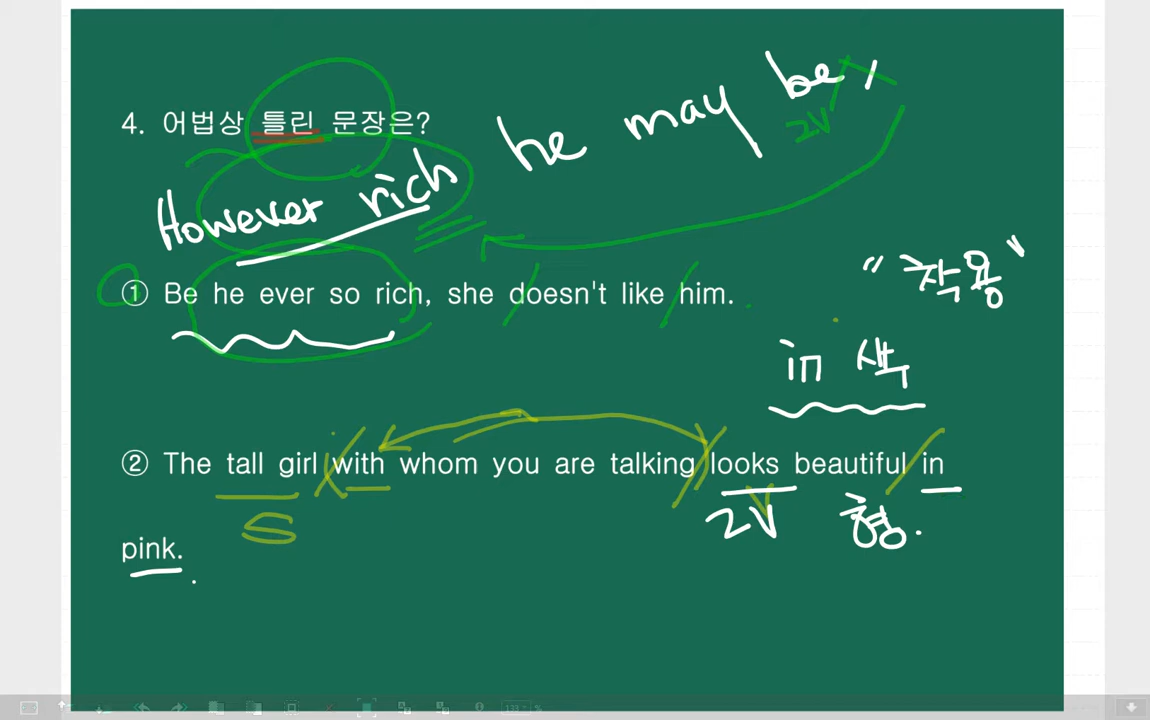 4. 어법상 틀린 문장은?
However rich he may be,
① Be he ever so rich, she doesn't like him.
"착용"
in 색
② The tall girl with whom you are talking looks beautiful in
2V 형.
S
pink.
2V
133 %